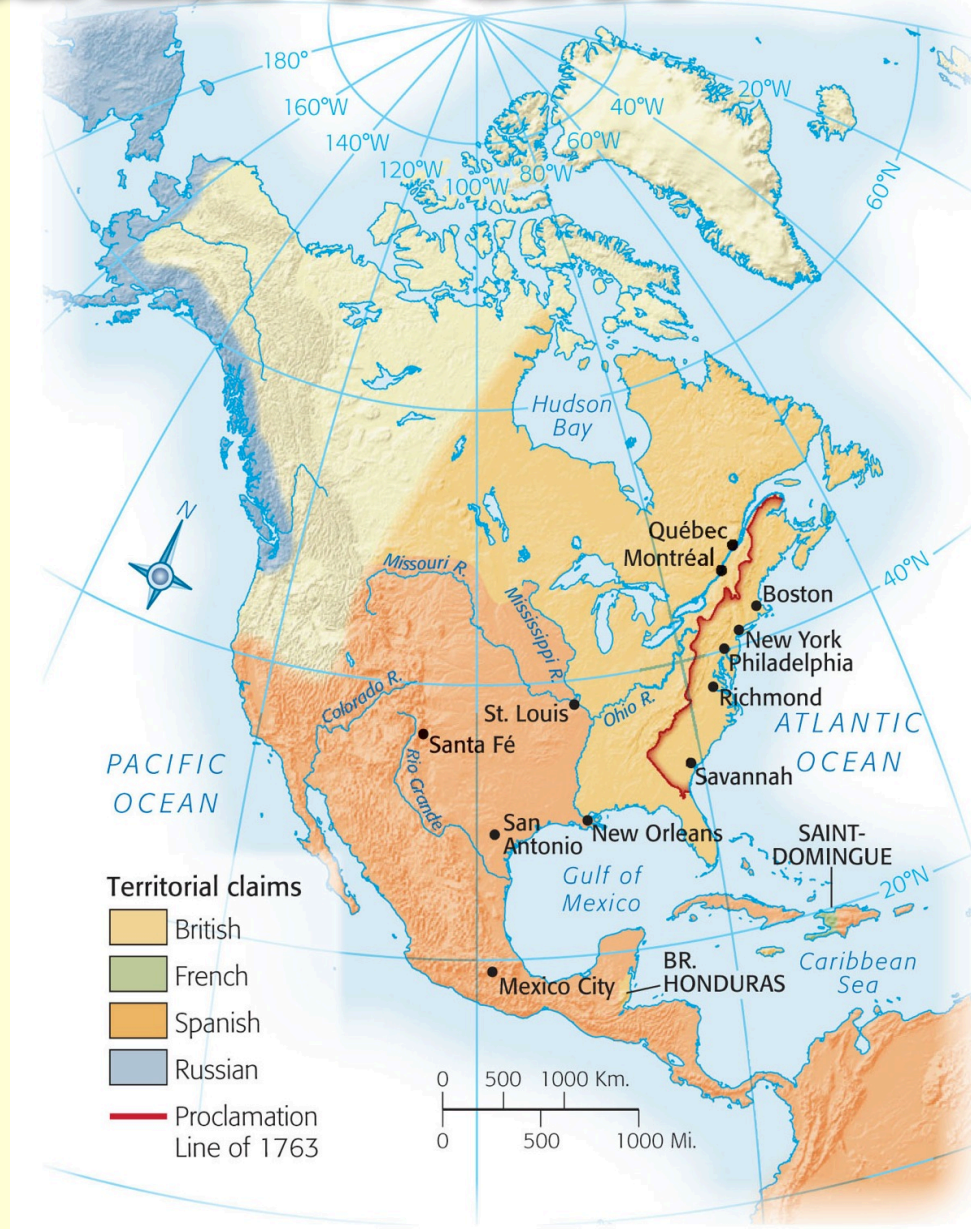 180°
160°W
140°W
120°W
100°W
80°W
60°W
40°W
20°W
60°N
Hudson
Bay
N
Québec
Montréal
40°N
Missouri R.
Mississippi R.
Boston
New York
Philadelphia
Richmond
Colorado R.
St. Louis
Ohio R.
Santa Fé
ATLANTIC
OCEAN
Rio Grande
Savannah
PACIFIC
OCEAN
San
Antonio
New Orleans
SAINT-
DOMINGUE
Gulf of
Mexico
20°N
Territorial claims
British
French
Spanish
Russian
Proclamation
Line of 1763
Mexico City
BR.
HONDURAS
Caribbean
Sea
0 500 1000 Km.
0 500 1000 Mi.